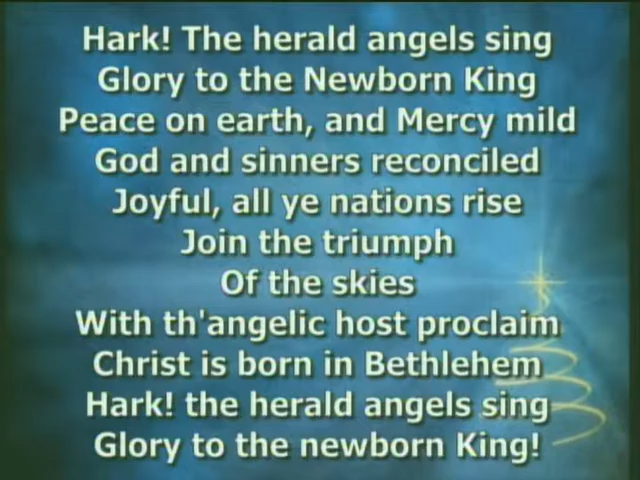 Hark! The herald angels sing
Glory to the Newborn King
Peace on earth, and Mercy mild
God and sinners reconciled
Joyful, all ye nations rise
Join the triumph
Of the skies
With th'angelic host proclaim
Christ is born in Bethlehem
Hark! the herald angels sing
Glory to the newborn King!